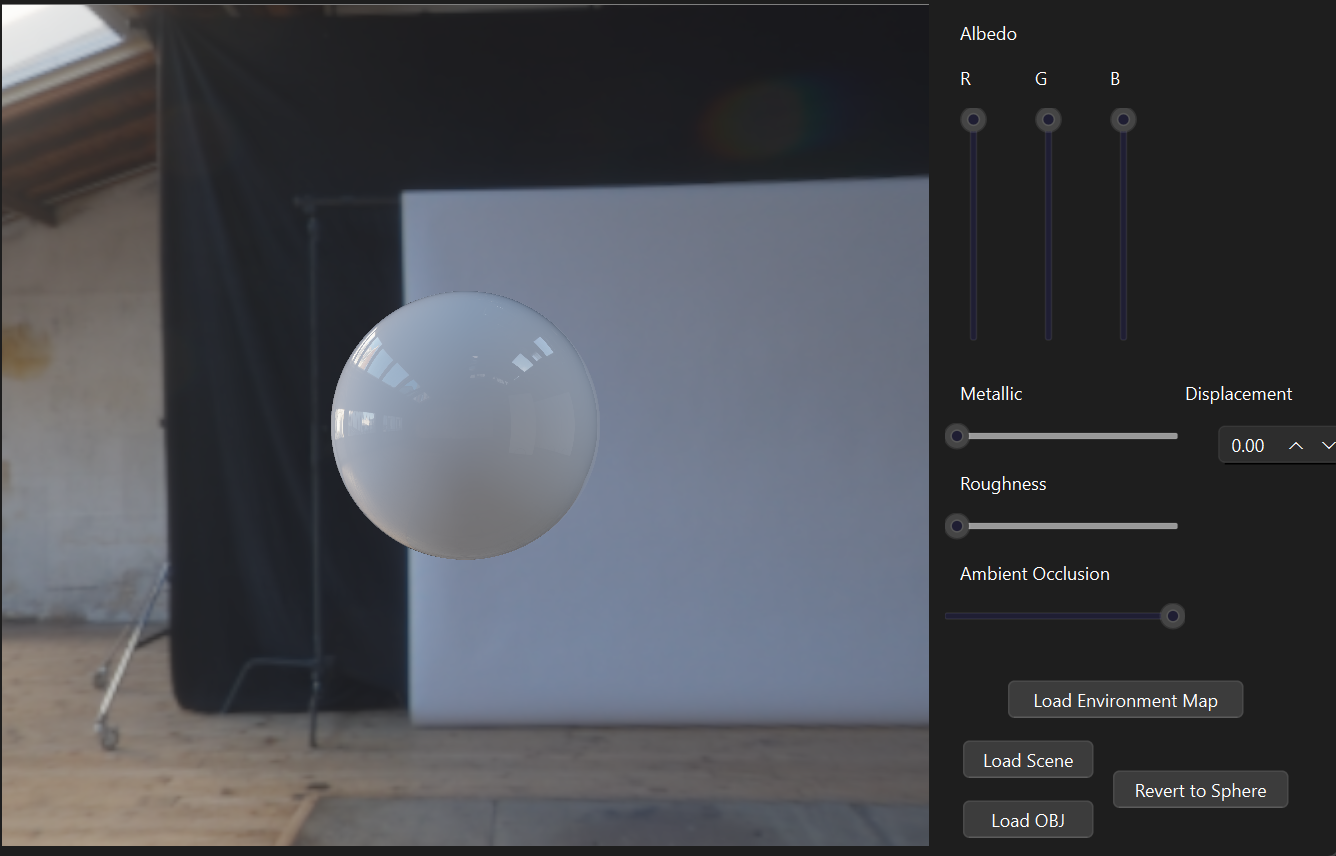 Albedo
R G B
Metallic
Displacement
0.00
Roughness
Ambient Occlusion
Load Environment Map
Load Scene
Revert to Sphere
Load OBJ